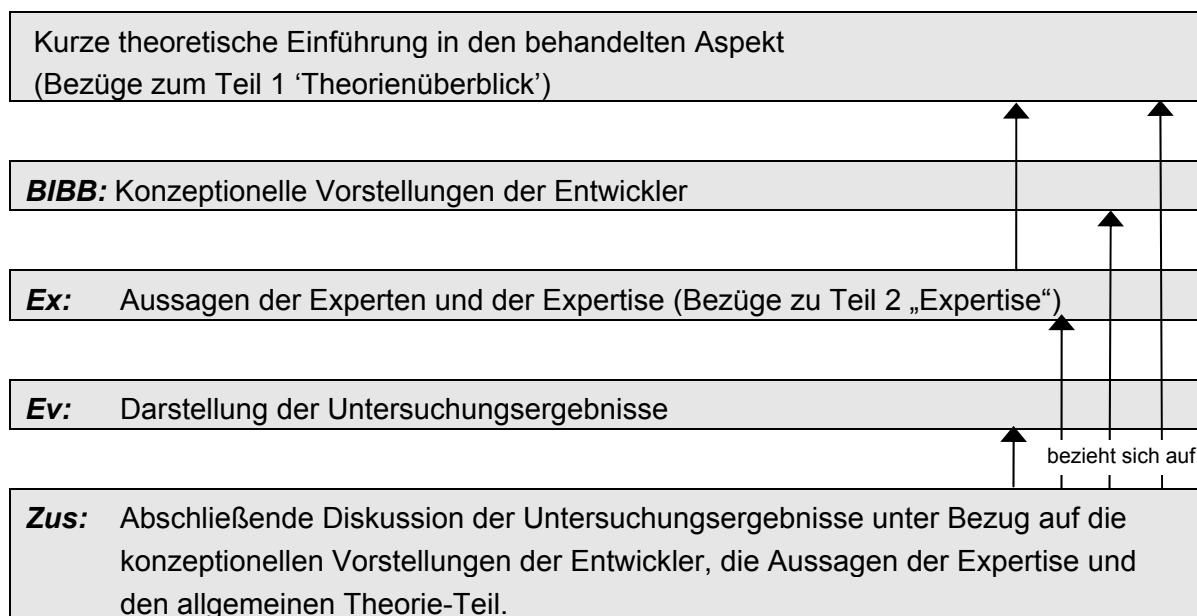 Kurze theoretische Einführung in den behandelten Aspekt
(Bezüge zum Teil 1 ‘Theorienüberblick’)
BIBB: Konzeptionelle Vorstellungen der Entwickler
Ex: Aussagen der Experten und der Expertise (Bezüge zu Teil 2 „Expertise“)
Ev: Darstellung der Untersuchungsergebnisse
bezieht sich auf
Zus: Abschließende Diskussion der Untersuchungsergebnisse unter Bezug auf die
konzeptionellen Vorstellungen der Entwickler, die Aussagen der Expertise und
den allgemeinen Theorie-Teil.